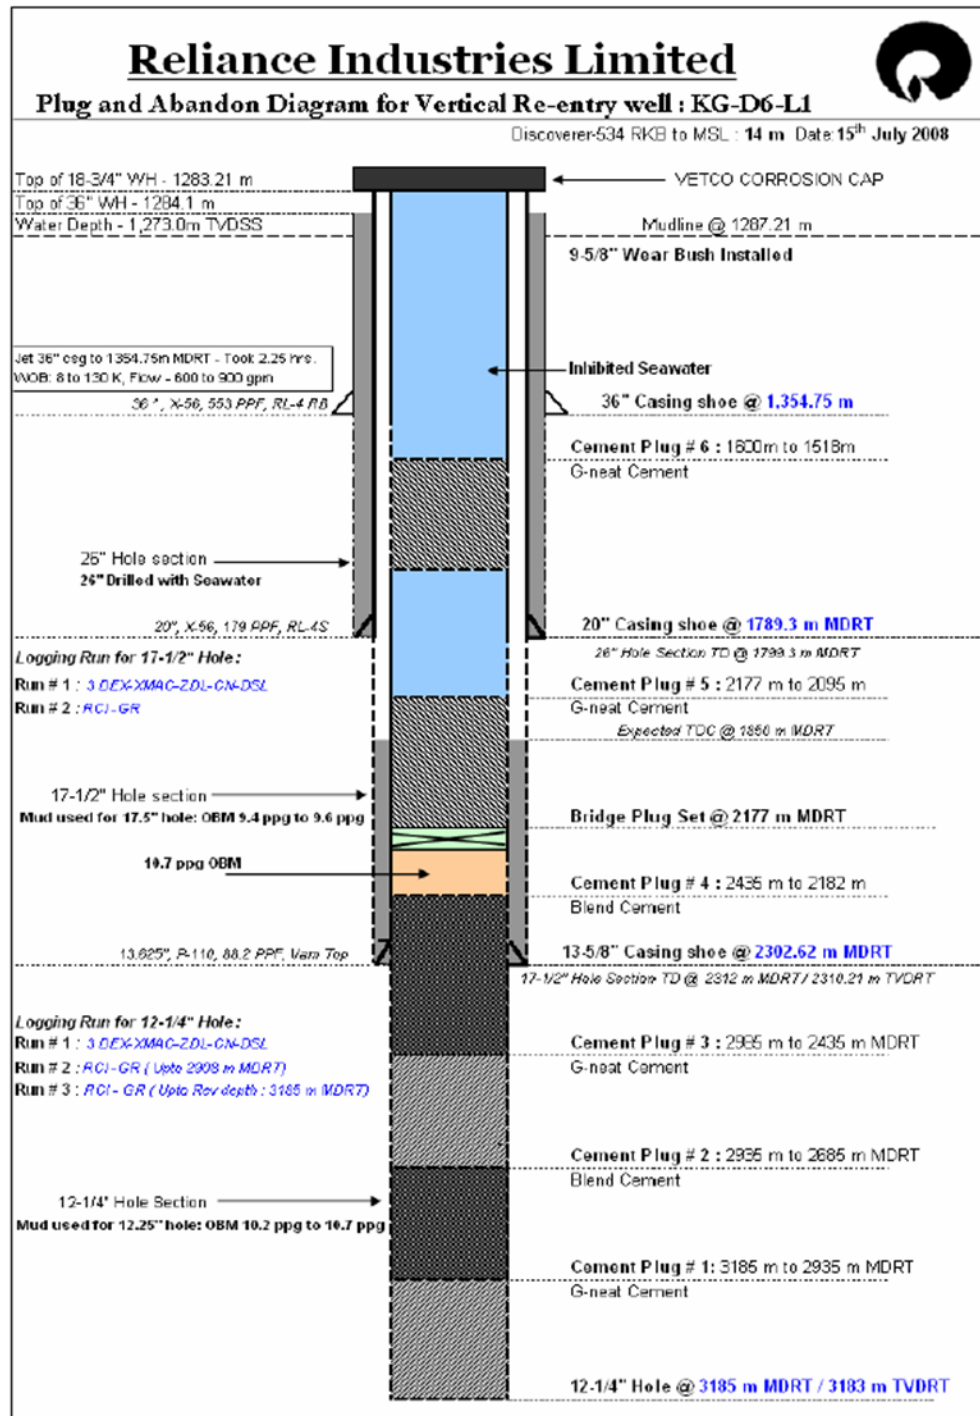 Reliance Industries Limited
Plug and Abandon Diagram for Vertical Re-entry well : KG-D6-L1
Discoverer-534 RKB to MSL : 14 m Date: 15th July 2008
Top of 18-3/4" WH - 1283.21 m
VETCO CORROSION CAP
Top of 36" WH - 1284.1 m
Water Depth - 1,273.0m TVDSS
Mudline @ 1287.21 m
9-5/8" Wear Bush Installed
Jet 36" csg to 1354.75m MDRT - Took 2.25 hrs.
WOB: 8 to 130 K, Flow - 600 to 900 gpm
Inhibited Seawater
36", X-56, 553 PPF, RL-4 RB
36" Casing shoe @ 1,354.75 m
Cement Plug # 6 : 1600m to 1518m
G-neat Cement
26" Hole section
26" Drilled with Seawater
20", X-56, 179 PPF, RL-4S
20" Casing shoe @ 1789.3 m MDRT
26" Hole Section TD @ 1799.3 m MDRT
Logging Run for 17-1/2" Hole :
Run # 1 : 3 DEX-XMAC-ZDL-CN-DSL
Run # 2 : RCI-GR
Cement Plug # 5 : 2177 m to 2095 m
G-neat Cement
Expected TOC @ 1850 m MDRT
17-1/2" Hole section
Mud used for 17.5" hole: OBM 9.4 ppg to 9.6 ppg
Bridge Plug Set @ 2177 m MDRT
10.7 ppg OBM
Cement Plug # 4 : 2435 m to 2182 m
Blend Cement
13.625", P-110, 88.2 PPF, Vam Top
13-5/8" Casing shoe @ 2302.62 m MDRT
17-1/2" Hole Section TD @ 2312 m MDRT / 2310.21 m TVDRT
Logging Run for 12-1/4" Hole :
Run # 1 : 3 DEX-XMAC-ZDL-CN-DSL
Run # 2 : RCI-GR ( Upto 2908 m MDRT)
Run # 3 : RCI - GR ( Upto Rev depth : 3185 m MDRT)
Cement Plug # 3 : 2935 m to 2435 m MDRT
G-neat Cement
Cement Plug # 2 : 2935 m to 2685 m MDRT
Blend Cement
12-1/4" Hole Section
Mud used for 12.25" hole: OBM 10.2 ppg to 10.7 ppg
Cement Plug # 1: 3185 m to 2935 m MDRT
G-neat Cement
12-1/4" Hole @ 3185 m MDRT / 3183 m TVDRT